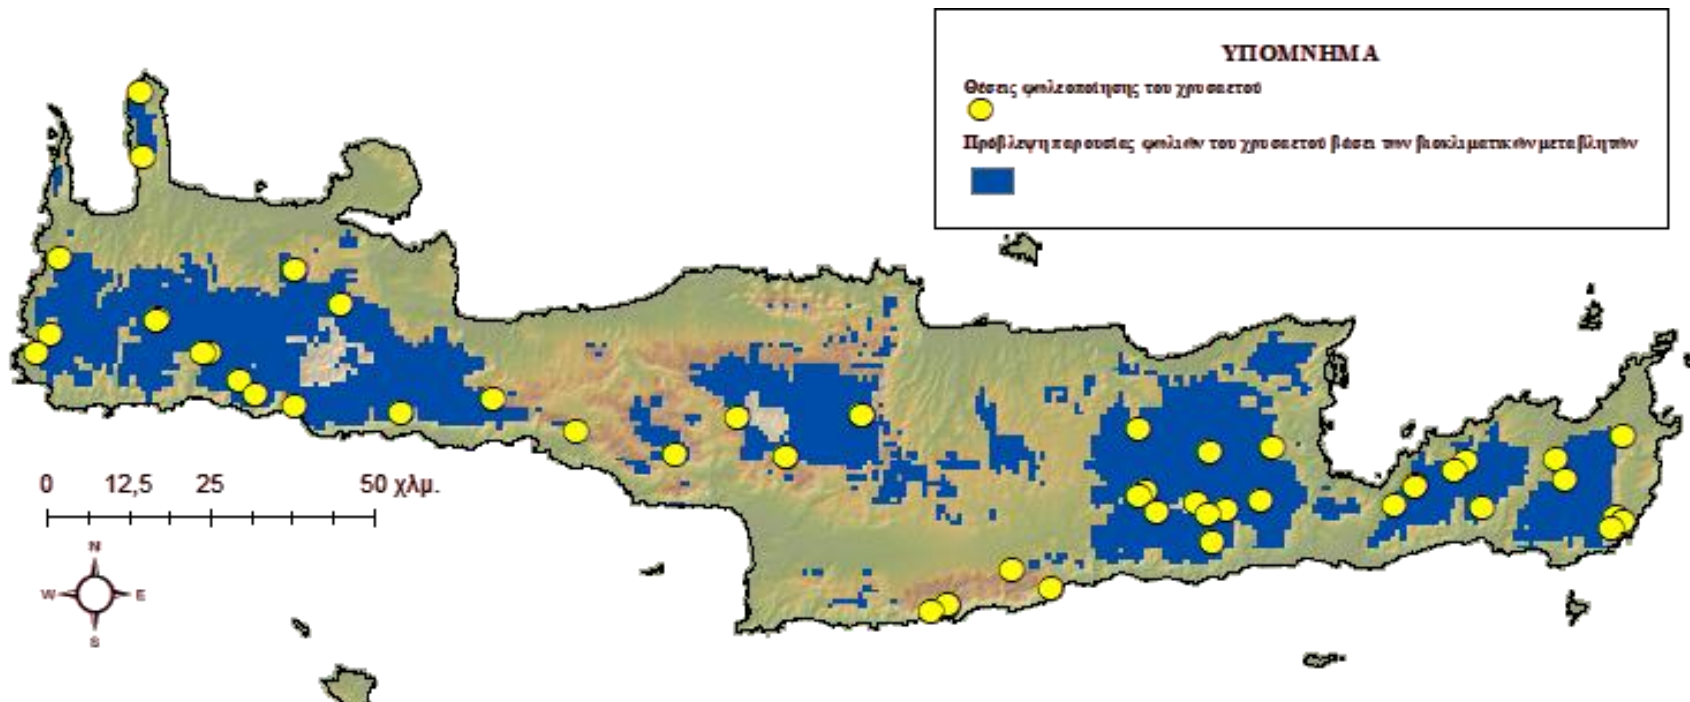 ΥΠΟΜΝΗΜΑ
Θέσεις φωλεοποίησης του χρυσαετού
Πρόβλεψη παρουσίας φωλιών του χρυσαετού βάσει των βιοκλιματικών μεταβλητών
0 12,5 25 50 χλμ.
N
W E
S